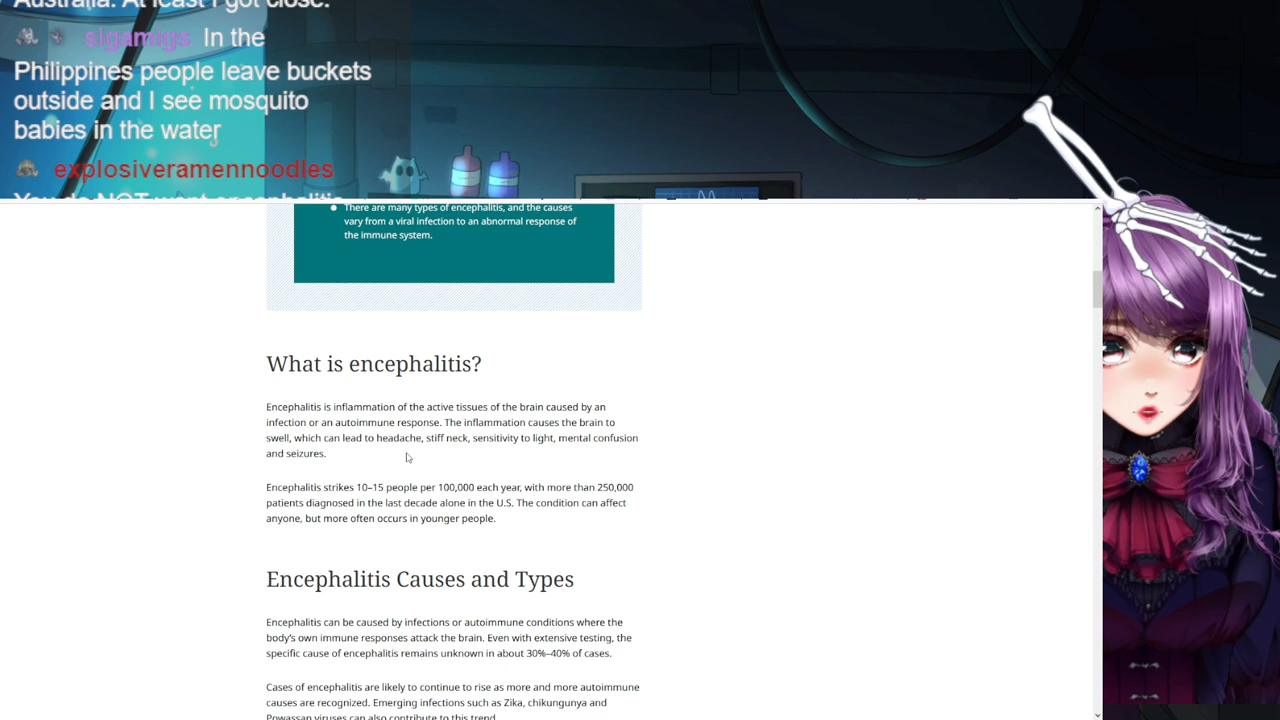 Australia. At least I got close.
sigamigs In the
Philippines people leave buckets
outside and I see mosquito
babies in the water
explosiveramennoodles
You do NOT want encephalitis
There are many types of encephalitis, and the causes
vary from a viral infection to an abnormal response of
the immune system.
What is encephalitis?
Encephalitis is inflammation of the active tissues of the brain caused by an
infection or an autoimmune response. The inflammation causes the brain to
swell, which can lead to headache, stiff neck, sensitivity to light, mental confusion
and seizures.
Encephalitis strikes 10–15 people per 100,000 each year, with more than 250,000
patients diagnosed in the last decade alone in the U.S. The condition can affect
anyone, but more often occurs in younger people.
Encephalitis Causes and Types
Encephalitis can be caused by infections or autoimmune conditions where the
body's own immune responses attack the brain. Even with extensive testing, the
specific cause of encephalitis remains unknown in about 30%–40% of cases.
Cases of encephalitis are likely to continue to rise as more and more autoimmune
causes are recognized. Emerging infections such as Zika, chikungunya and
Powassan viruses can also contribute to this trend.